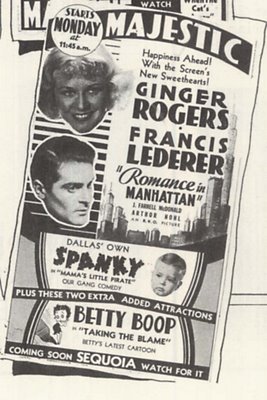 WATCH
STARTS
MONDAY
at
11:45 a.m.
MAJESTIC
Happiness Ahead!
With the Screen's
New Sweethearts!
GINGER
ROGERS
FRANCIS
LEDERER
"Romance in
MANHATTAN"
J. FARRELL McDONALD
ARTHUR HOHL
AN R.K.O. PICTURE
DALLAS' OWN
SPANKY
in "MAMA'S LITTLE PIRATE"
OUR GANG COMEDY
PLUS THESE TWO EXTRA ADDED ATTRACTIONS
BETTY BOOP
in "TAKING THE BLAME"
BETTY'S LATEST CARTOON
COMING SOON SEQUOIA WATCH FOR IT